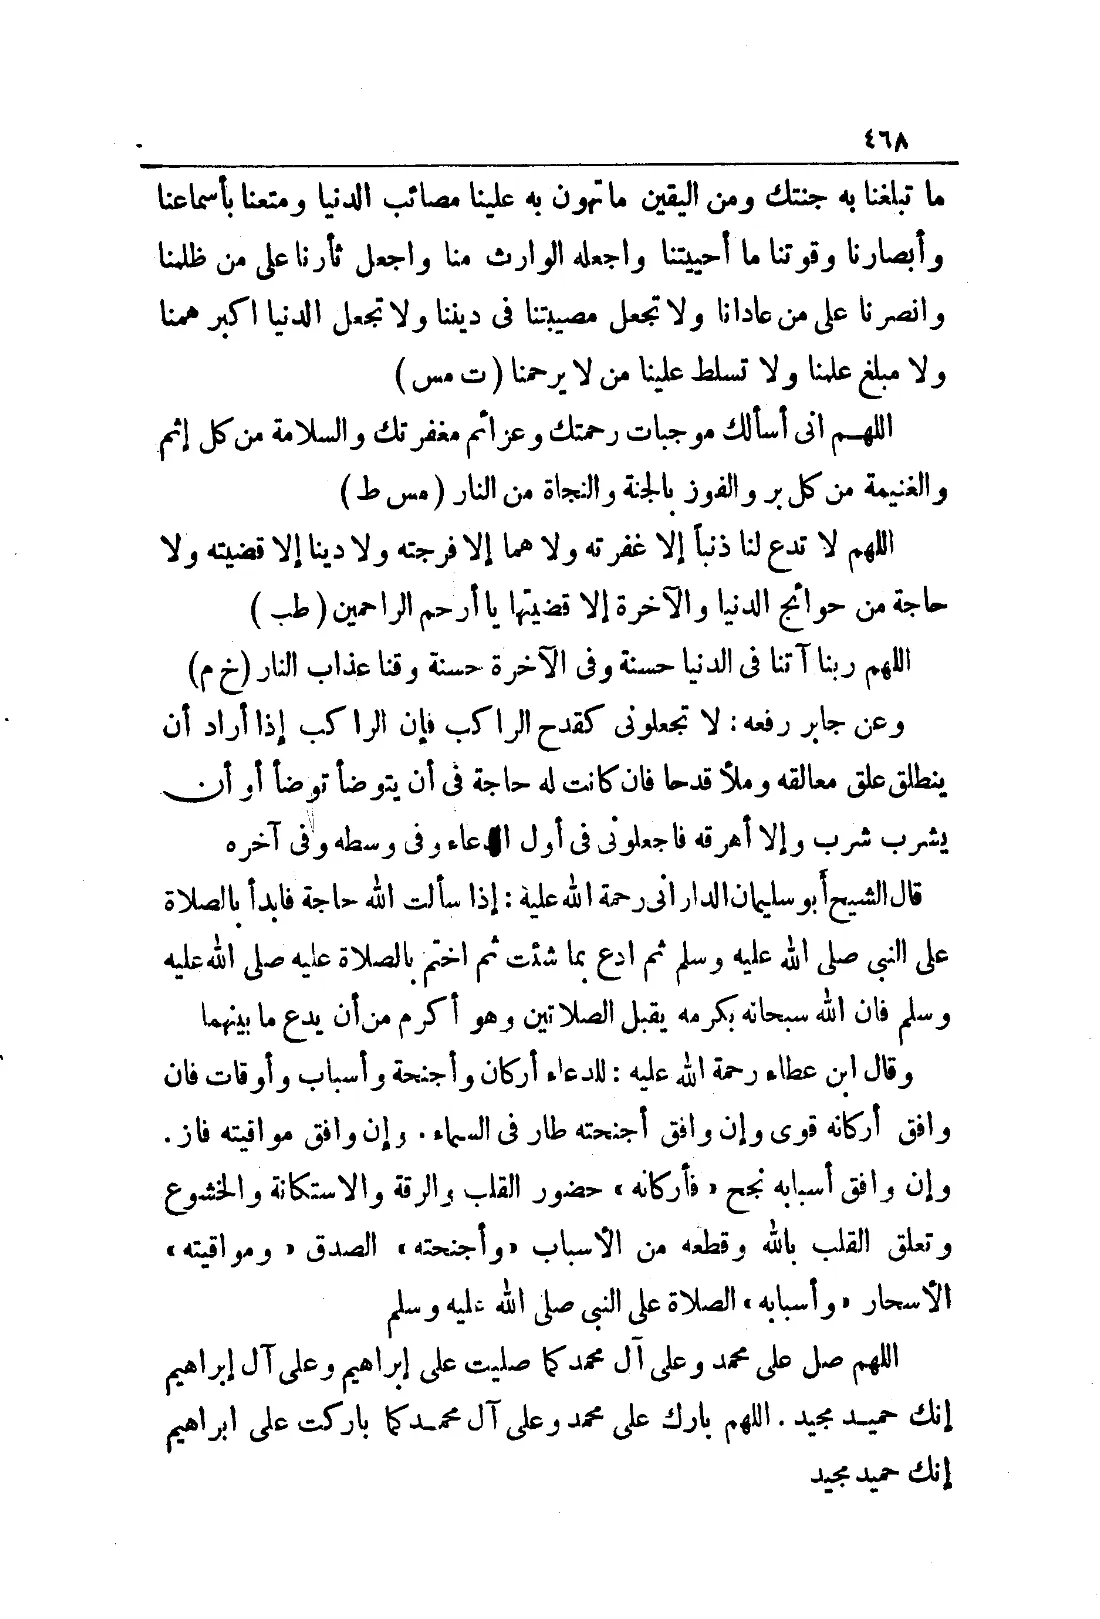 ٤٦٨
ما تبلغنا به جنتك ومن اليقين ماتهون به علينا مصائب الدنيا ومتعنا بأسماعنا
وأبصارنا وقوتنا ما أحييتنا واجعله الوارث منا واجعل ثأرنا على من ظلمنا
وانصرنا على من عادانا ولا تجعل مصيبتنا فى ديننا ولا تجعل الدنيا اكبر همنا
ولا مبلغ علمنا ولا تسلط علينا من لا يرحمنا ( ت مس )
اللهم انى أسألك موجبات رحمتك وعزائم مغفرتك والسلامة من كل إثم
والغنيمة من كل بر والفوز بالجنة والنجاة من النار ( مس ط )
اللهم لا تدع لنا ذنباً إلا غفرته ولا هما إلا فرجته ولا دينا إلا قضيته ولا
حاجة من حوائج الدنيا والآخرة إلا قضيتها يا أرحم الراحمين ( طب )
اللهم ربنا آتنا فى الدنيا حسنة وفى الآخرة حسنة وقنا عذاب النار (خ م)
وعن جابر رفعه : لا تجعلونى كقدح الراكب فإن الراكب إذا أراد أن
ينطلق علق معالقه وملأ قدحا فان كانت له حاجة فى أن يتوضأ توضأ أو أن
يشرب شرب وإلا أهرقه فاجعلونى فى أول الدعاء وفى وسطه وفى آخره
قال الشيخ أبو سليمان الدارانى رحمة الله عليه : إذا سألت الله حاجة فابدأ بالصلاة
على النبي صلى الله عليه وسلم ثم ادع بما شئت ثم اختم بالصلاة عليه صلى الله عليه
وسلم فان الله سبحانه بكرمه يقبل الصلاتين وهو أكرم من أن يدع ما بينهما
وقال ابن عطاء رحمة الله عليه : للدعاء أركان وأجنحة وأسباب وأوقات فان
وافق أركانه قوى وإن وافق أجنحته طار فى السماء . وإن وافق مواقيته فاز .
وإن وافق أسبابه نجح « فأركانه » حضور القلب والرقة والاستكانة والخشوع
وتعلق القلب بالله وقطعه من الأسباب «وأجنحته» الصدق « ومواقيته »
الأسحار «وأسبابه» الصلاة على النبى صلى الله عليه وسلم
اللهم صل على محمد وعلى آل محمد كما صليت على إبراهيم وعلى آل إبراهيم
إنك حميد مجيد . اللهم بارك على محمد وعلى آل محمد كما باركت على ابراهيم
إنك حميد مجيد